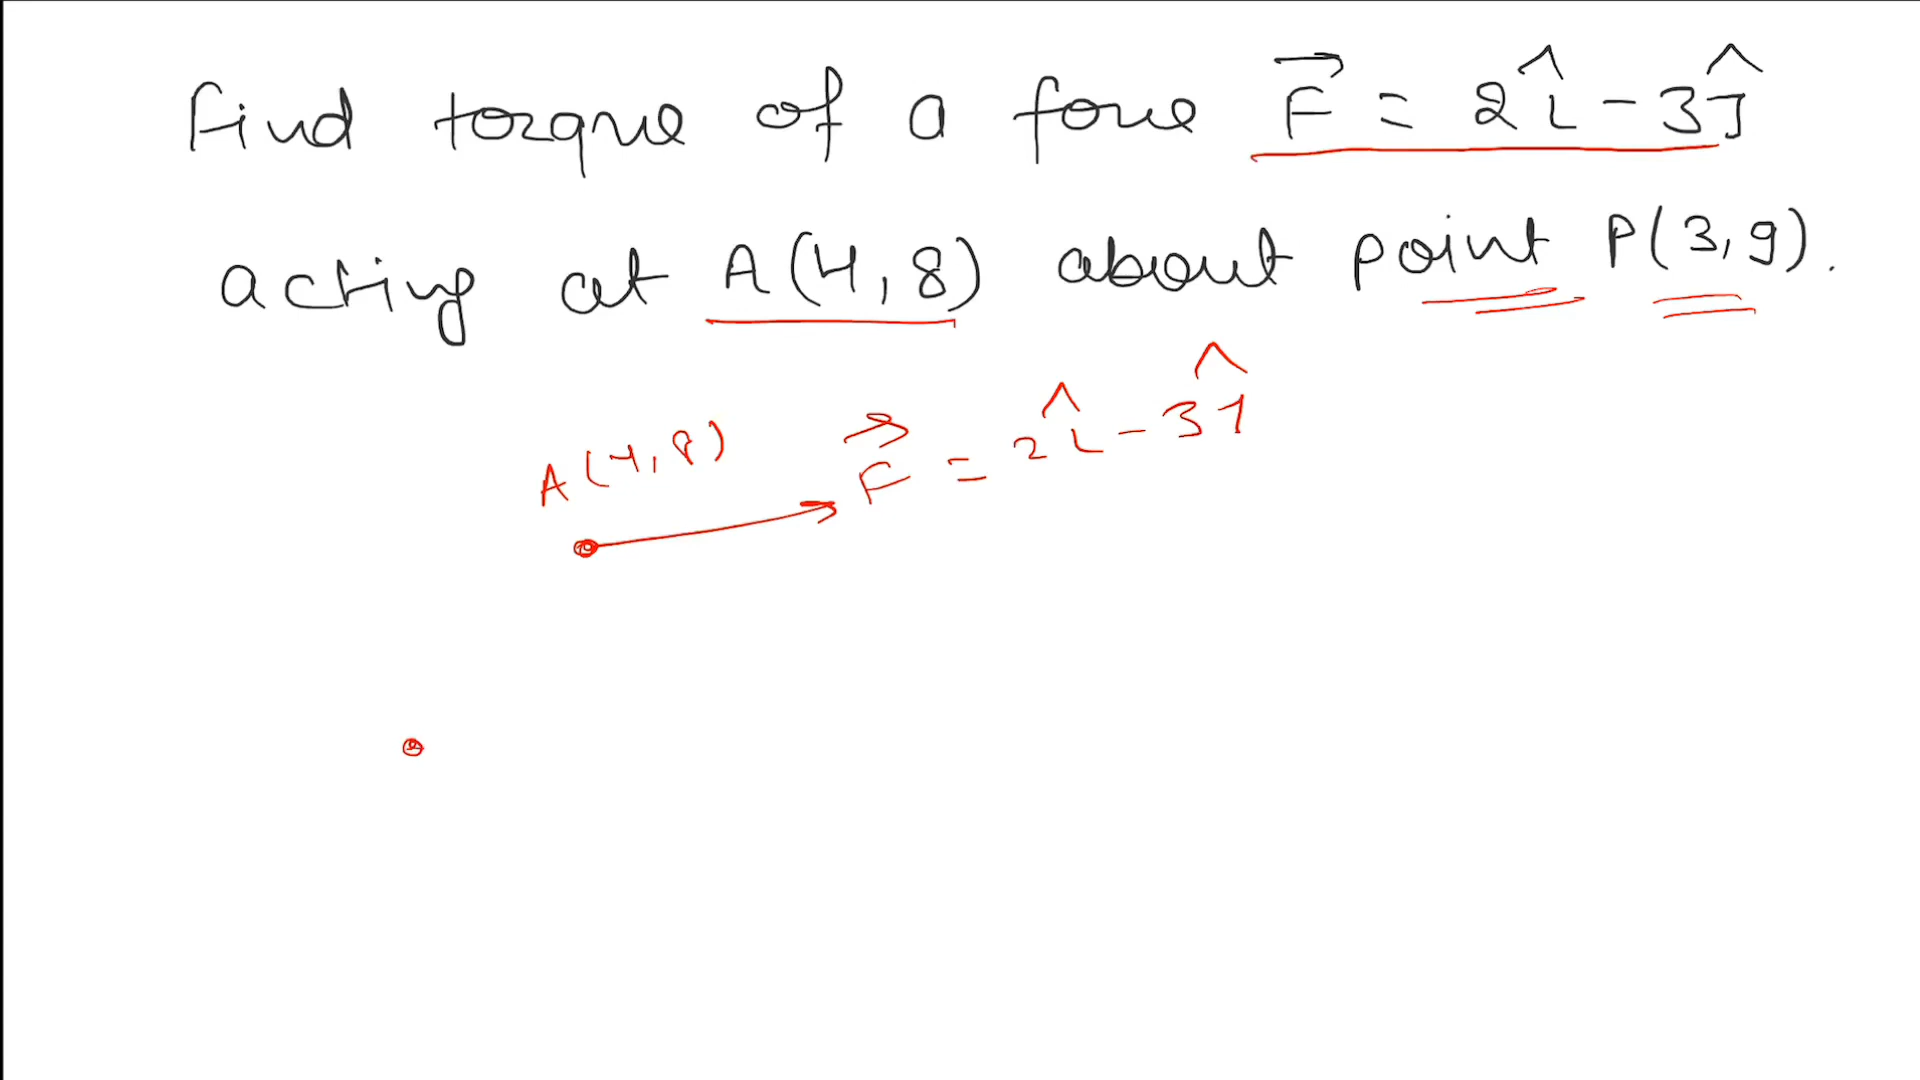 Find torque of a force F⃗ = 2î - 3ĵ
acting at A(4,8) about point P(3,9).
A(4,8) F⃗ = 2î - 3ĵ